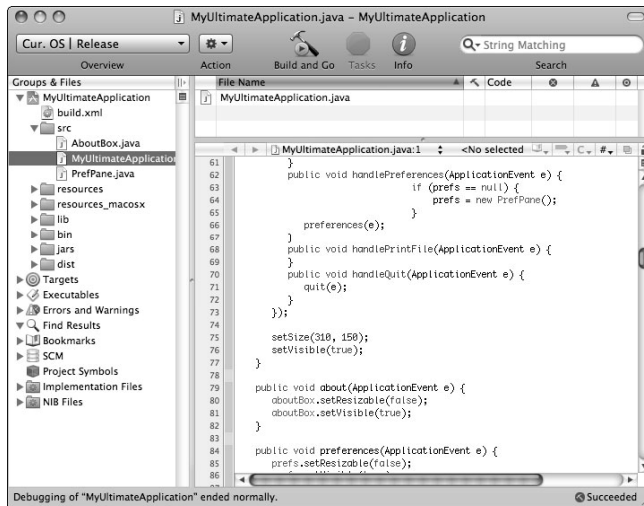 MyUltimateApplication.java – MyUltimateApplication
Cur. OS | Release
String Matching
Overview Action Build and Go Tasks Info Search
Groups & Files
MyUltimateApplication
build.xml
src
AboutBox.java
MyUltimateApplication
PrefPane.java
resources
resources_macosx
lib
bin
jars
dist
Targets
Executables
Errors and Warnings
Find Results
Bookmarks
SCM
Project Symbols
Implementation Files
NIB Files
File Name Code
MyUltimateApplication.java
MyUltimateApplication.java:1 <No selected C #
61 }
62 public void handlePreferences(ApplicationEvent e) {
63 if (prefs == null) {
64 prefs = new PrefPane();
65 }
66 preferences(e);
67 }
68 public void handlePrintFile(ApplicationEvent e) {
69 }
70 public void handleQuit(ApplicationEvent e) {
71 quit(e);
72 }
73 });
74
75 setSize(310, 150);
76 setVisible(true);
77 }
78
79 public void about(ApplicationEvent e) {
80 aboutBox.setResizable(false);
81 aboutBox.setVisible(true);
82 }
83
84 public void preferences(ApplicationEvent e) {
85 prefs.setResizable(false);
86
Debugging of "MyUltimateApplication" ended normally. Succeeded